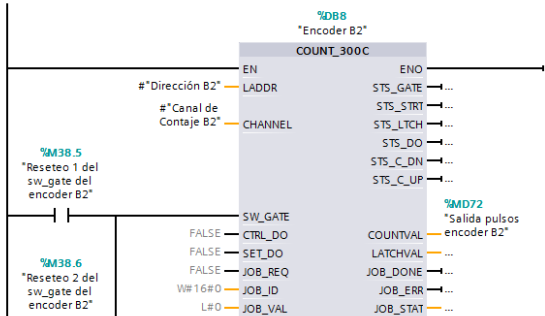 %DB8
"Encoder B2"
COUNT_300C
EN ENO
#"Dirección B2" LADDR STS_GATE ...
STS_STRT ...
#"Canal de
Contaje B2" CHANNEL STS_LTCH ...
STS_DO ...
STS_C_DN ...
STS_C_UP ...
%M38.5
"Reseteo 1 del
sw_gate del
encoder B2"
SW_GATE
%MD72
"Salida pulsos
encoder B2"
FALSE CTRL_DO COUNTVAL
FALSE SET_DO LATCHVAL ...
FALSE JOB_REQ JOB_DONE ...
W#16#0 JOB_ID JOB_ERR ...
L#0 JOB_VAL JOB_STAT ...
%M38.6
"Reseteo 2 del
sw_gate del
encoder B2"